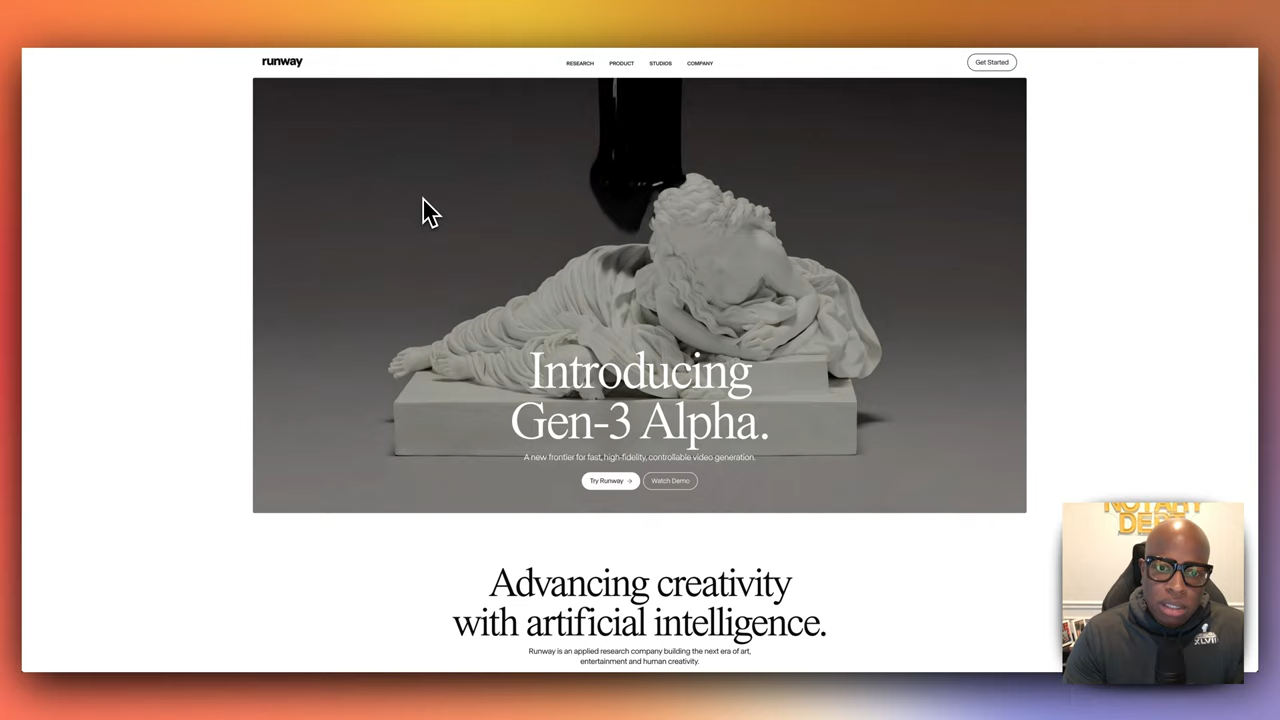 runway
RESEARCH PRODUCT STUDIOS COMPANY
Get Started
Introducing
Gen-3 Alpha.
A new frontier for fast, high-fidelity, controllable video generation.
Try Runway →
Watch Demo
Advancing creativity
with artificial intelligence.
Runway is an applied research company building the next era of art,
entertainment and human creativity.
XLVII